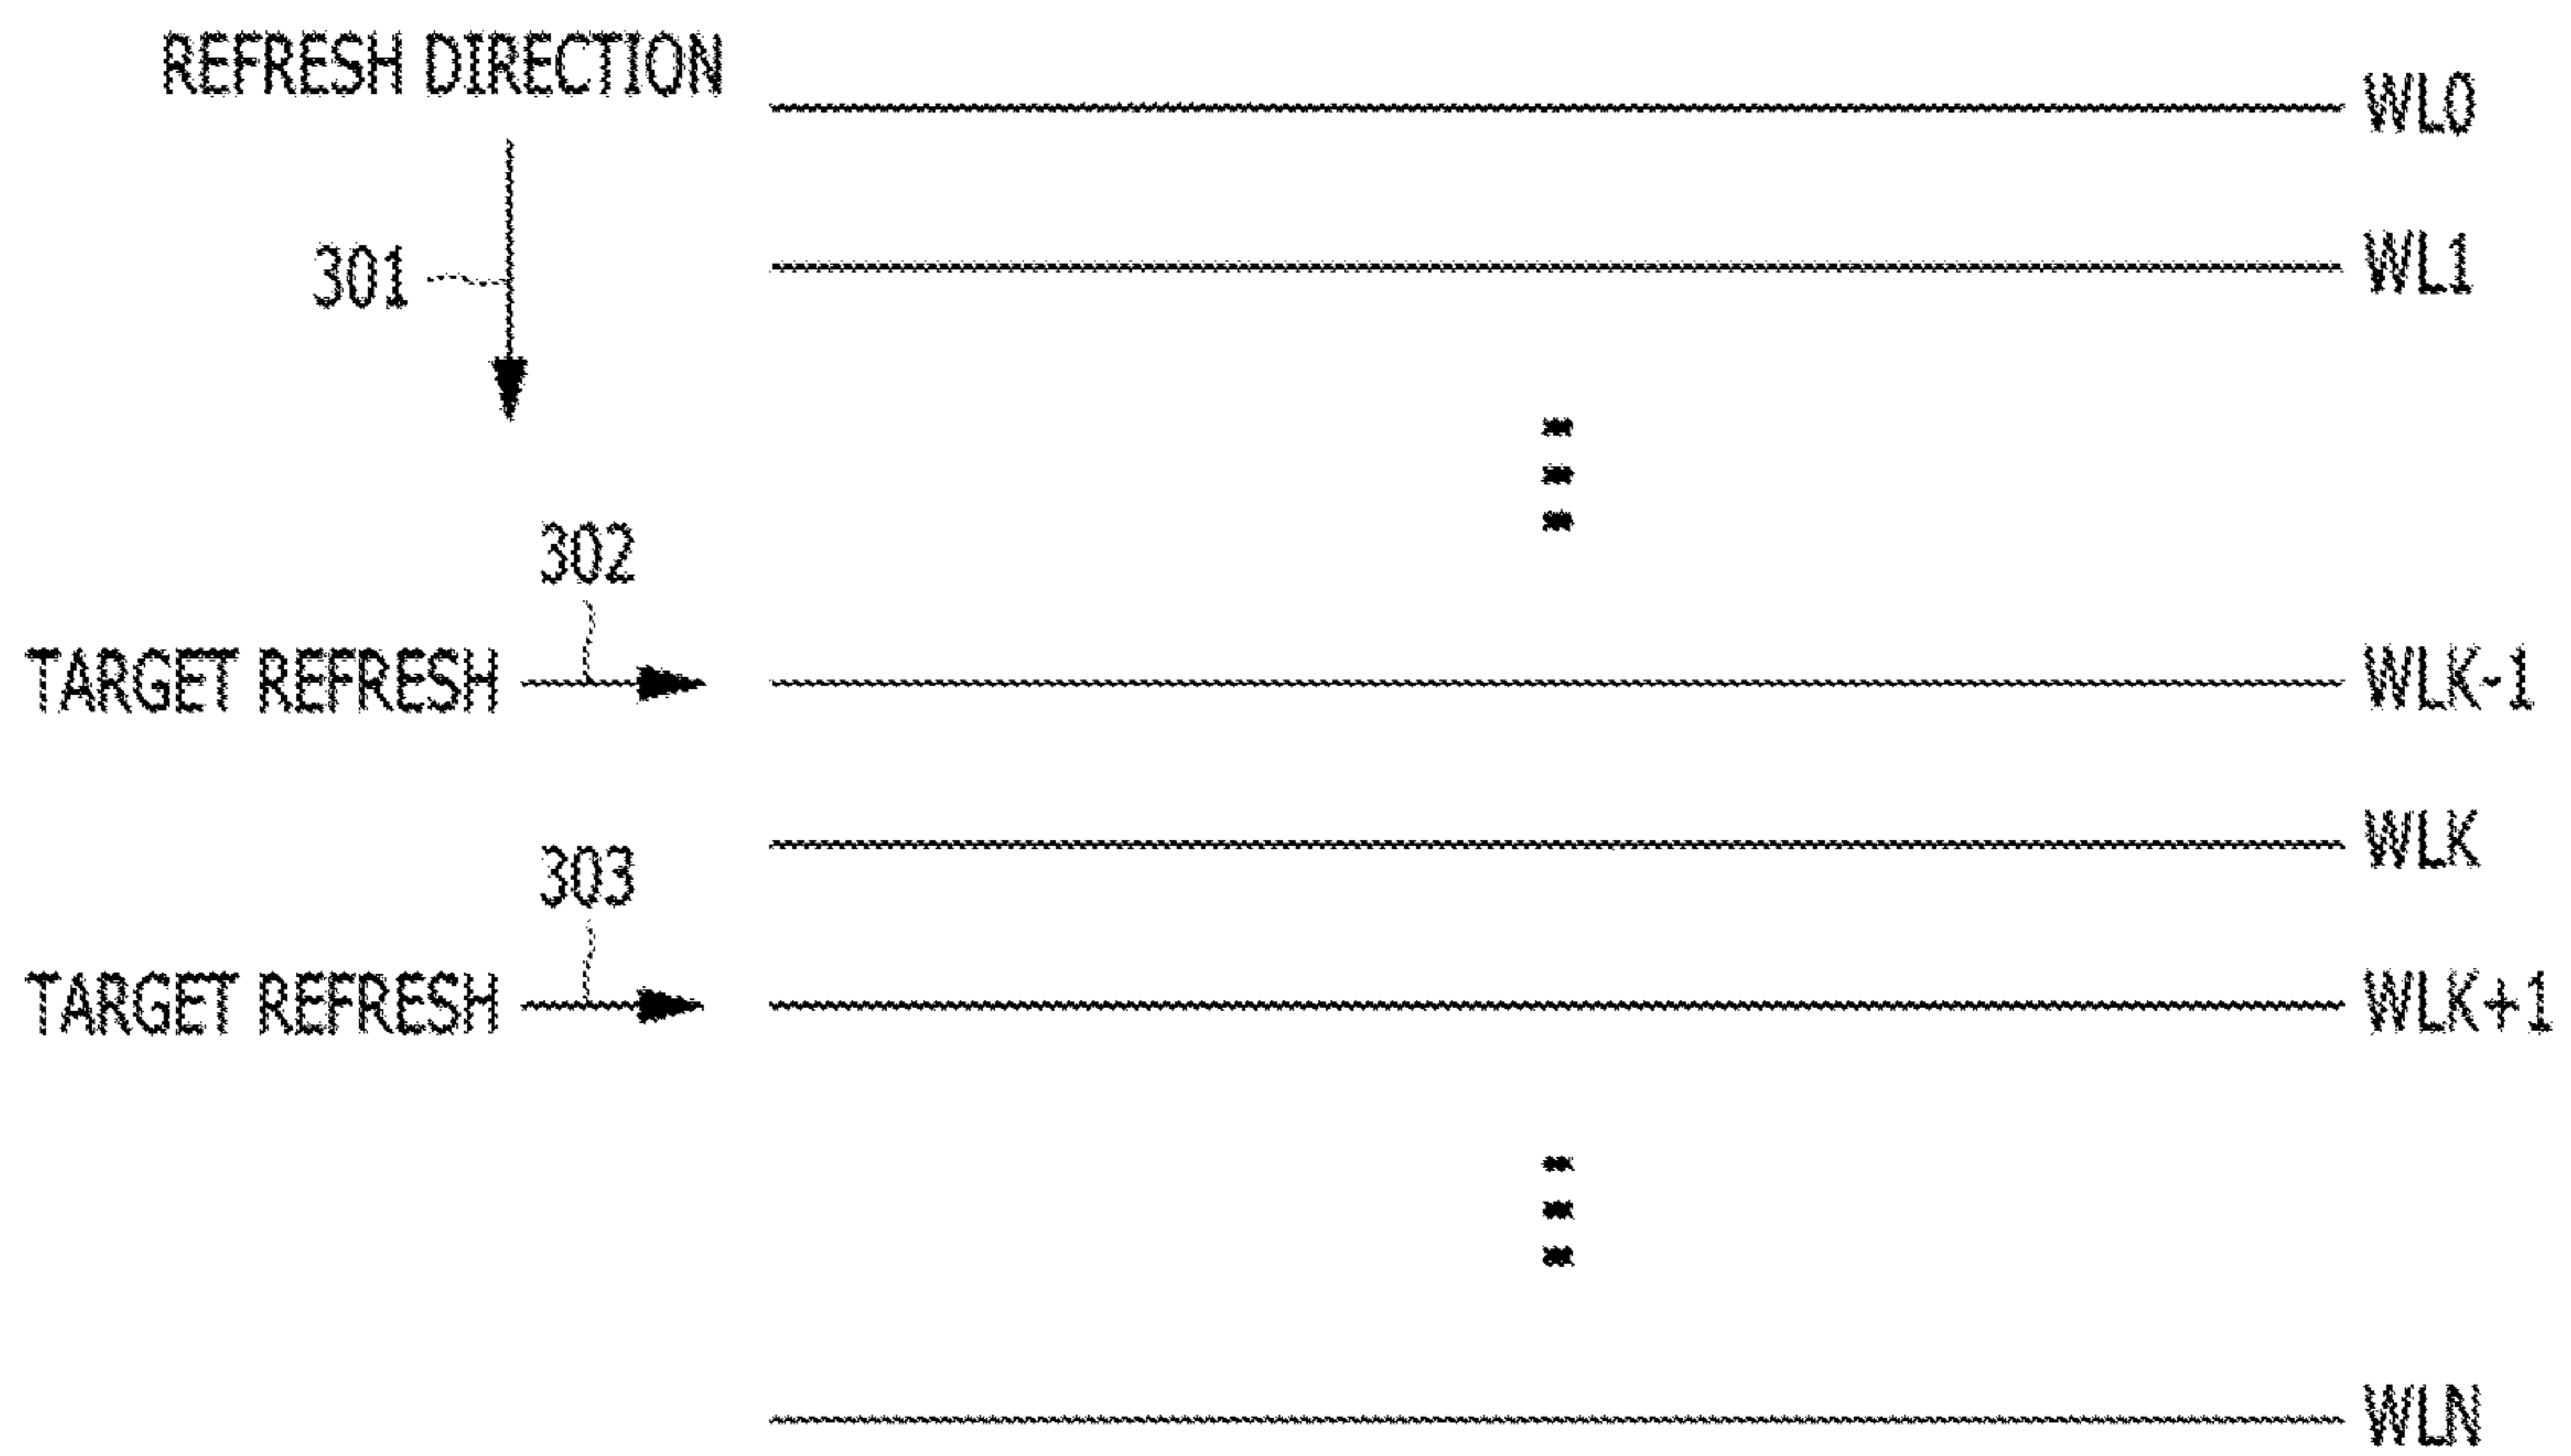 REFRESH DIRECTION
WL0
301
WL1
302
TARGET REFRESH
WLK-1
WLK
303
TARGET REFRESH
WLK+1
WLN